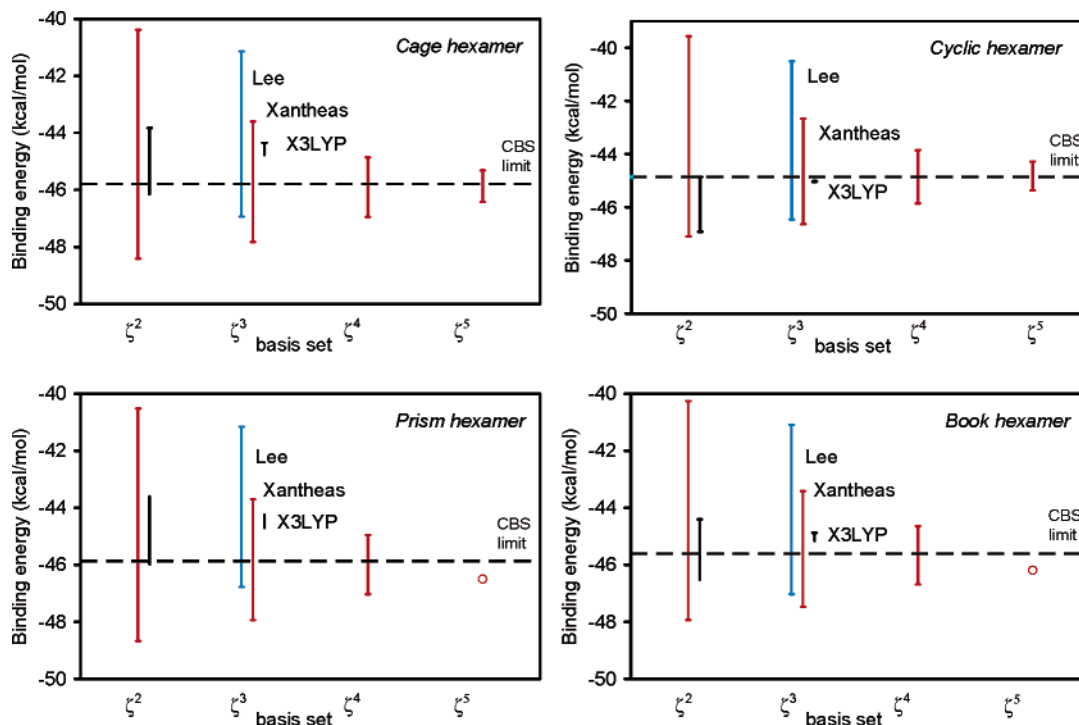 Cage hexamer
Binding energy (kcal/mol)
-40
-42
-44
-46
-48
-50
Lee
Xantheas
X3LYP
CBS
limit
ζ² ζ³ ζ⁴ ζ⁵
basis set
Cyclic hexamer
Binding energy (kcal/mol)
-40
-42
-44
-46
-48
-50
Lee
Xantheas
X3LYP
CBS
limit
ζ² ζ³ ζ⁴ ζ⁵
basis set
Prism hexamer
Binding energy (kcal/mol)
-40
-42
-44
-46
-48
-50
Lee
Xantheas
X3LYP
CBS
limit
ζ² ζ³ ζ⁴ ζ⁵
basis set
Book hexamer
Binding energy (kcal/mol)
-40
-42
-44
-46
-48
-50
Lee
Xantheas
X3LYP
CBS
limit
ζ² ζ³ ζ⁴ ζ⁵
basis set